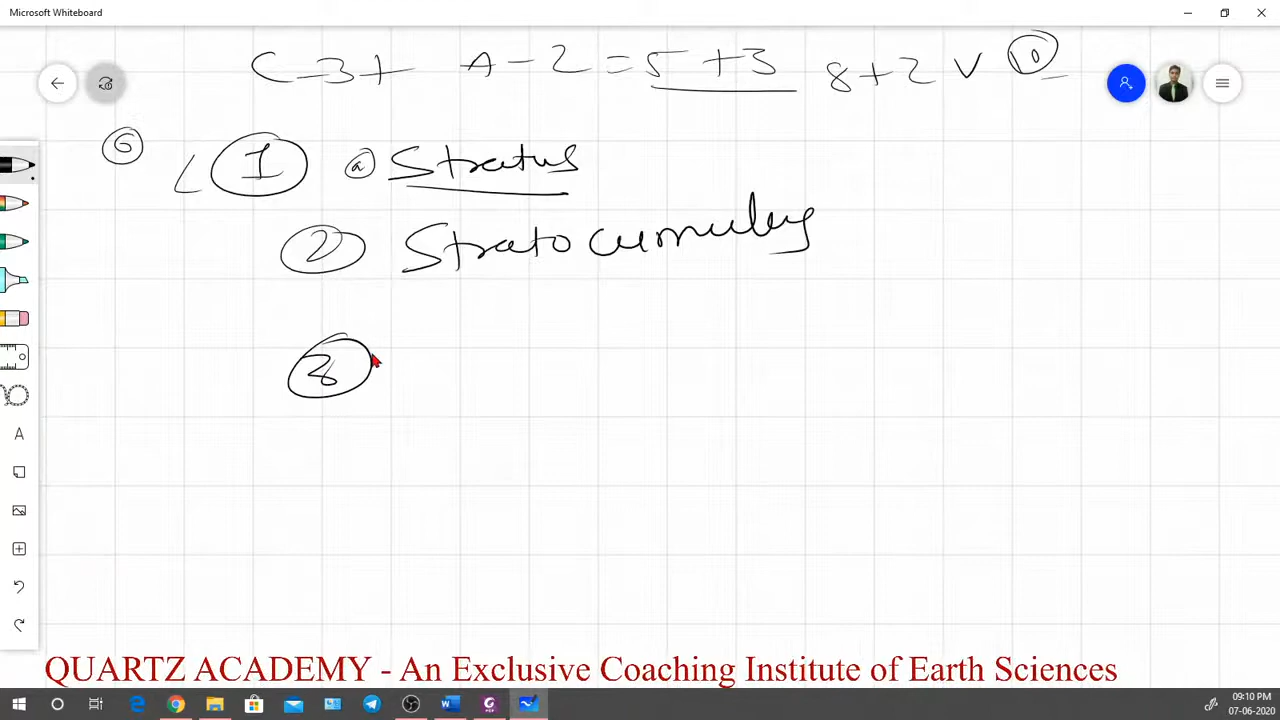 Microsoft Whiteboard
C-3+ A-2 = 5+3 8+2 V 10
G L 1 a Stratus
2 Stratocumulus
3
A
QUARTZ ACADEMY - An Exclusive Coaching Institute of Earth Sciences
09:10 PM
07-06-2020